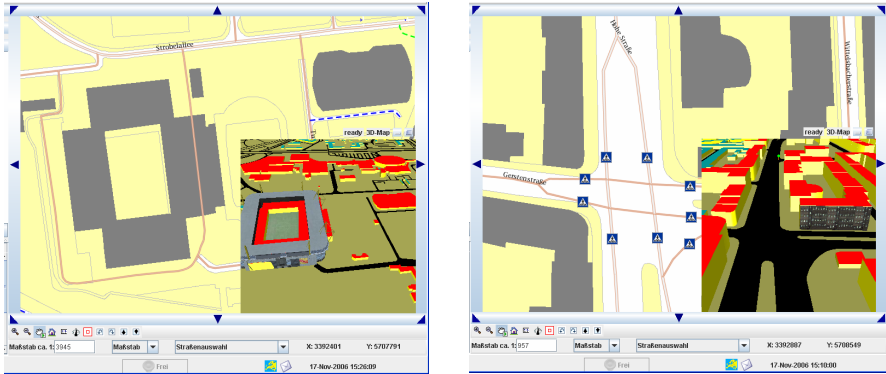 Strobelallee
ready 3D-Map
Maßstab ca. 1: 3945 Maßstab Straßenauswahl X: 3392401 Y: 5707791
Frei 17-Nov-2006 15:26:09
Hohe Straße
Wittelsbacherstraße
ready 3D-Map
Gerstenstraße
Maßstab ca. 1: 957 Maßstab Straßenauswahl X: 3392887 Y: 5708549
Frei 17-Nov-2006 15:10:00